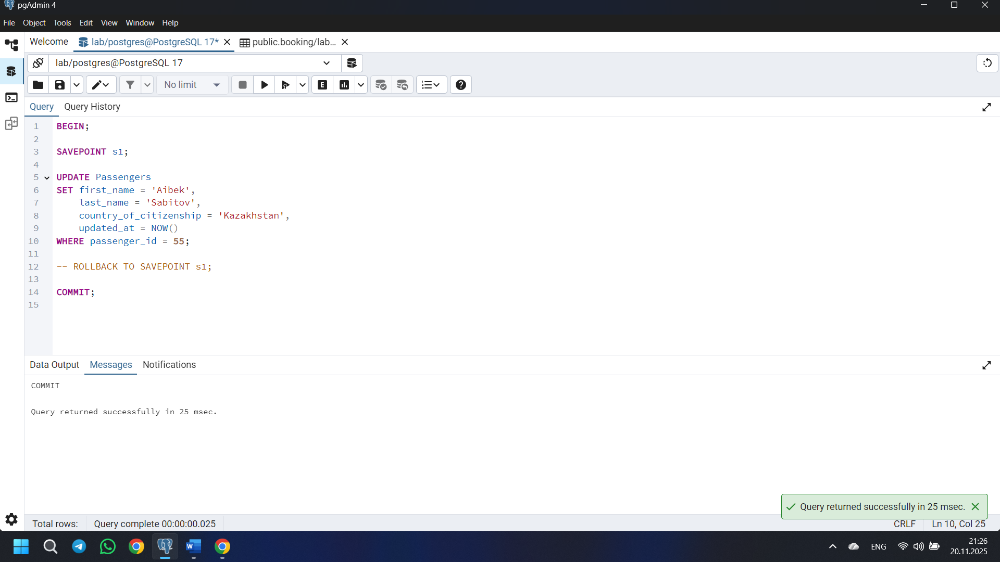 pgAdmin 4
File Object Tools Edit View Window Help
Welcome lab/postgres@PostgreSQL 17* public.booking/lab...
lab/postgres@PostgreSQL 17
No limit
E
Query Query History
1 BEGIN;
2
3 SAVEPOINT s1;
4
5 UPDATE Passengers
6 SET first_name = 'Aibek',
7 last_name = 'Sabitov',
8 country_of_citizenship = 'Kazakhstan',
9 updated_at = NOW()
10 WHERE passenger_id = 55;
11
12 -- ROLLBACK TO SAVEPOINT s1;
13
14 COMMIT;
15
Data Output Messages Notifications
COMMIT
Query returned successfully in 25 msec.
Query returned successfully in 25 msec.
Total rows: Query complete 00:00:00.025 CRLF Ln 10, Col 25
W ENG 21:26
20.11.2025